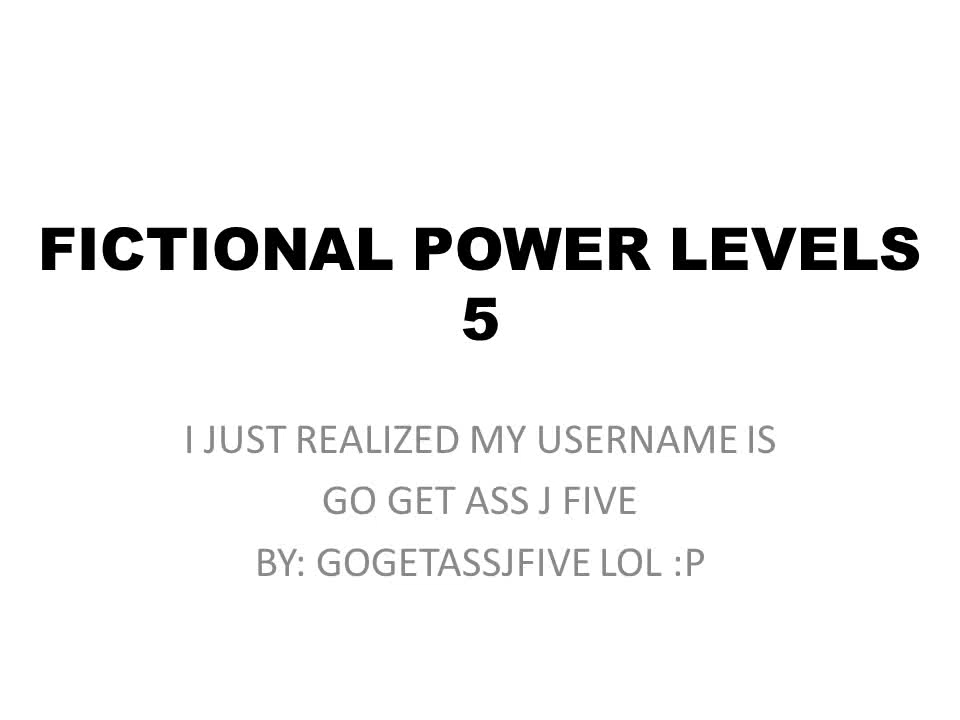 FICTIONAL POWER LEVELS
5
I JUST REALIZED MY USERNAME IS
GO GET ASS J FIVE
BY: GOGETASSJFIVE LOL :P